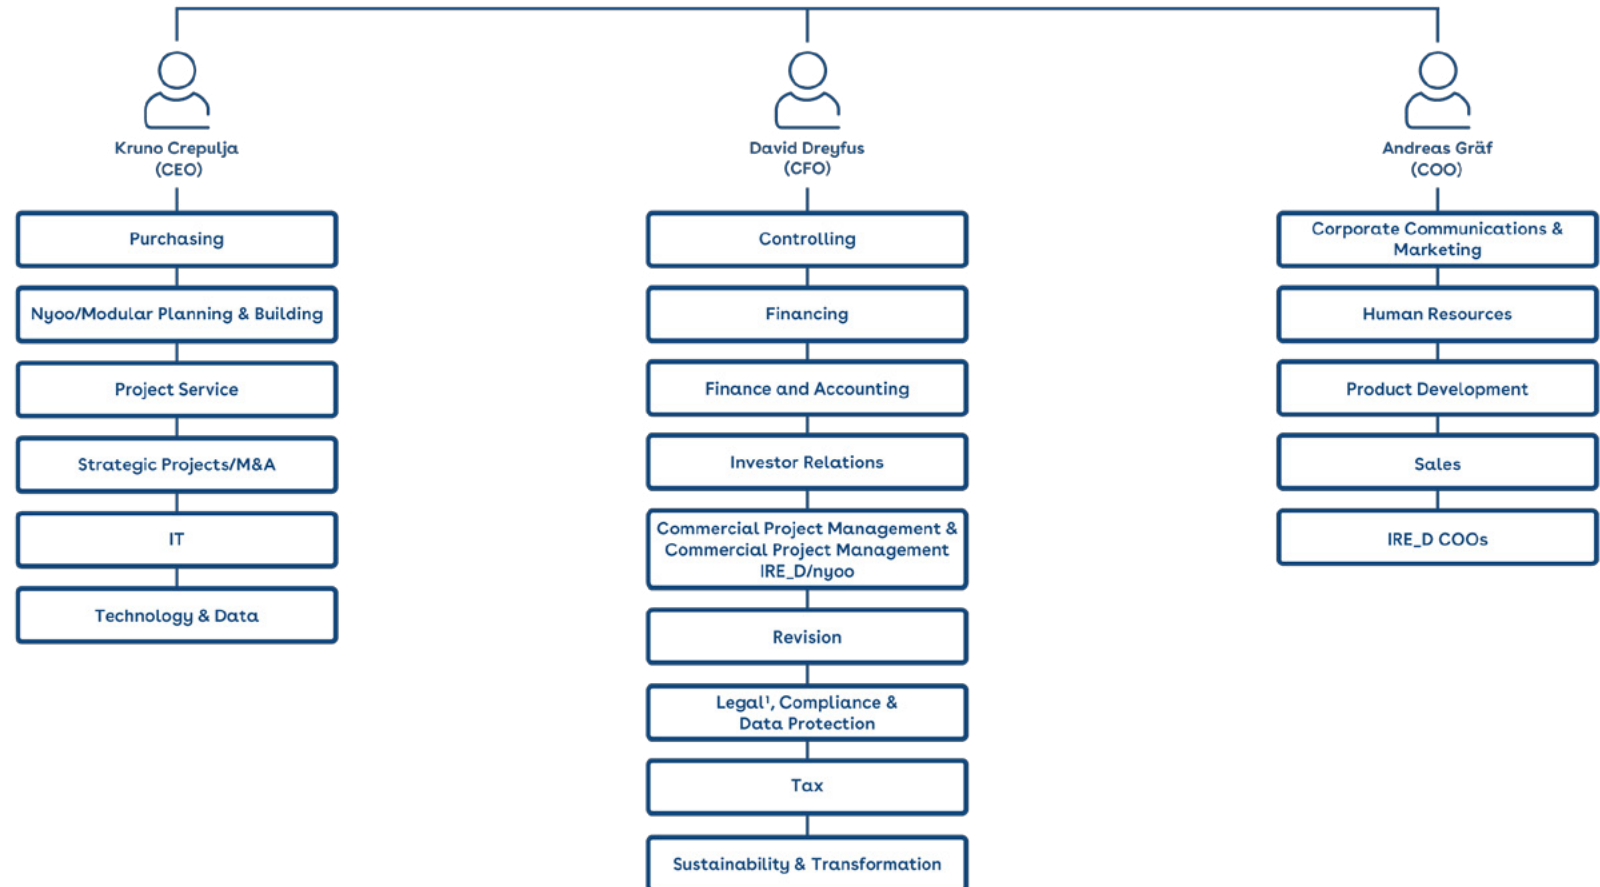 Kruno Crepulja
(CEO)
Purchasing
Nyoo/Modular Planning & Building
Project Service
Strategic Projects/M&A
IT
Technology & Data
David Dreyfus
(CFO)
Controlling
Financing
Finance and Accounting
Investor Relations
Commercial Project Management &
Commercial Project Management
IRE_D/nyoo
Revision
Legal¹, Compliance &
Data Protection
Tax
Sustainability & Transformation
Andreas Gräf
(COO)
Corporate Communications &
Marketing
Human Resources
Product Development
Sales
IRE_D COOs